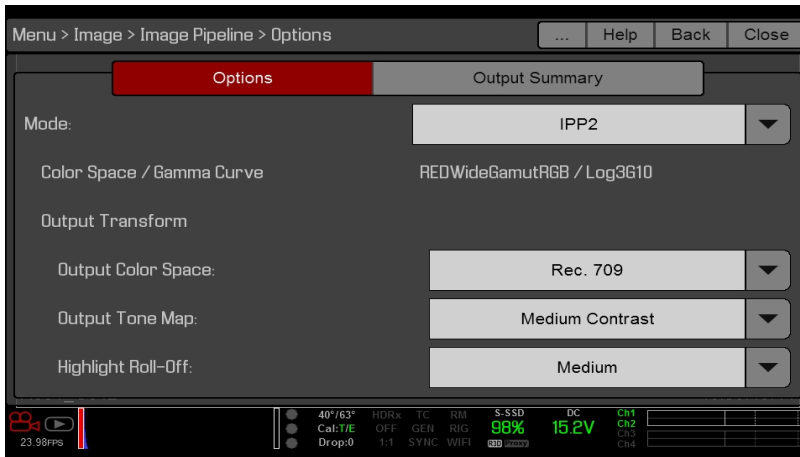 Menu > Image > Image Pipeline > Options ... Help Back Close
Options Output Summary
Mode: IPP2
Color Space / Gamma Curve REDWideGamutRGB / Log3G10
Output Transform
Output Color Space: Rec. 709
Output Tone Map: Medium Contrast
Highlight Roll-Off: Medium
40°/63° HDRx TC RM S-SSD DC Ch1
Cal:T/E OFF GEN RIG 98% 15.2V Ch2
Ch3
23.98FPS Drop:0 1:1 SYNC WIFI R3D Proxy Ch4